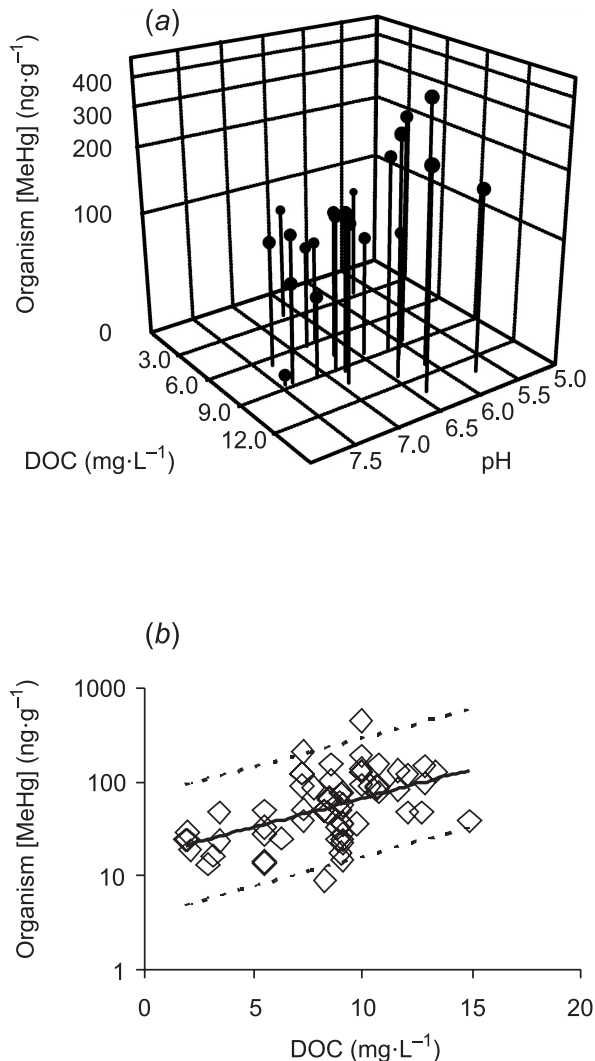 (a)
Organism [MeHg] (ng·g⁻¹)
400
300
200
100
0
3.0
6.0
9.0
12.0
DOC (mg·L⁻¹)
5.0
5.5
6.0
6.5
7.0
7.5
pH
(b)
Organism [MeHg] (ng·g⁻¹)
1000
100
10
1
0 5 10 15 20
DOC (mg·L⁻¹)